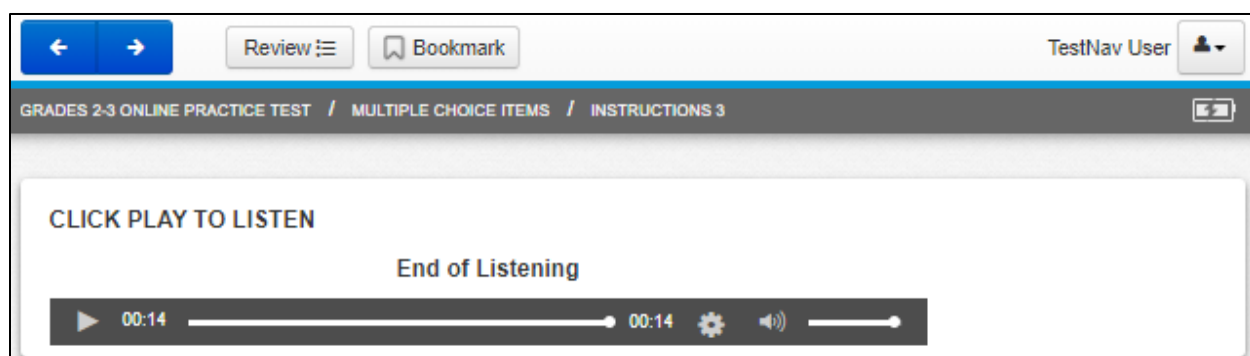 Review Bookmark TestNav User
GRADES 2-3 ONLINE PRACTICE TEST / MULTIPLE CHOICE ITEMS / INSTRUCTIONS 3
CLICK PLAY TO LISTEN
End of Listening
00:14 00:14